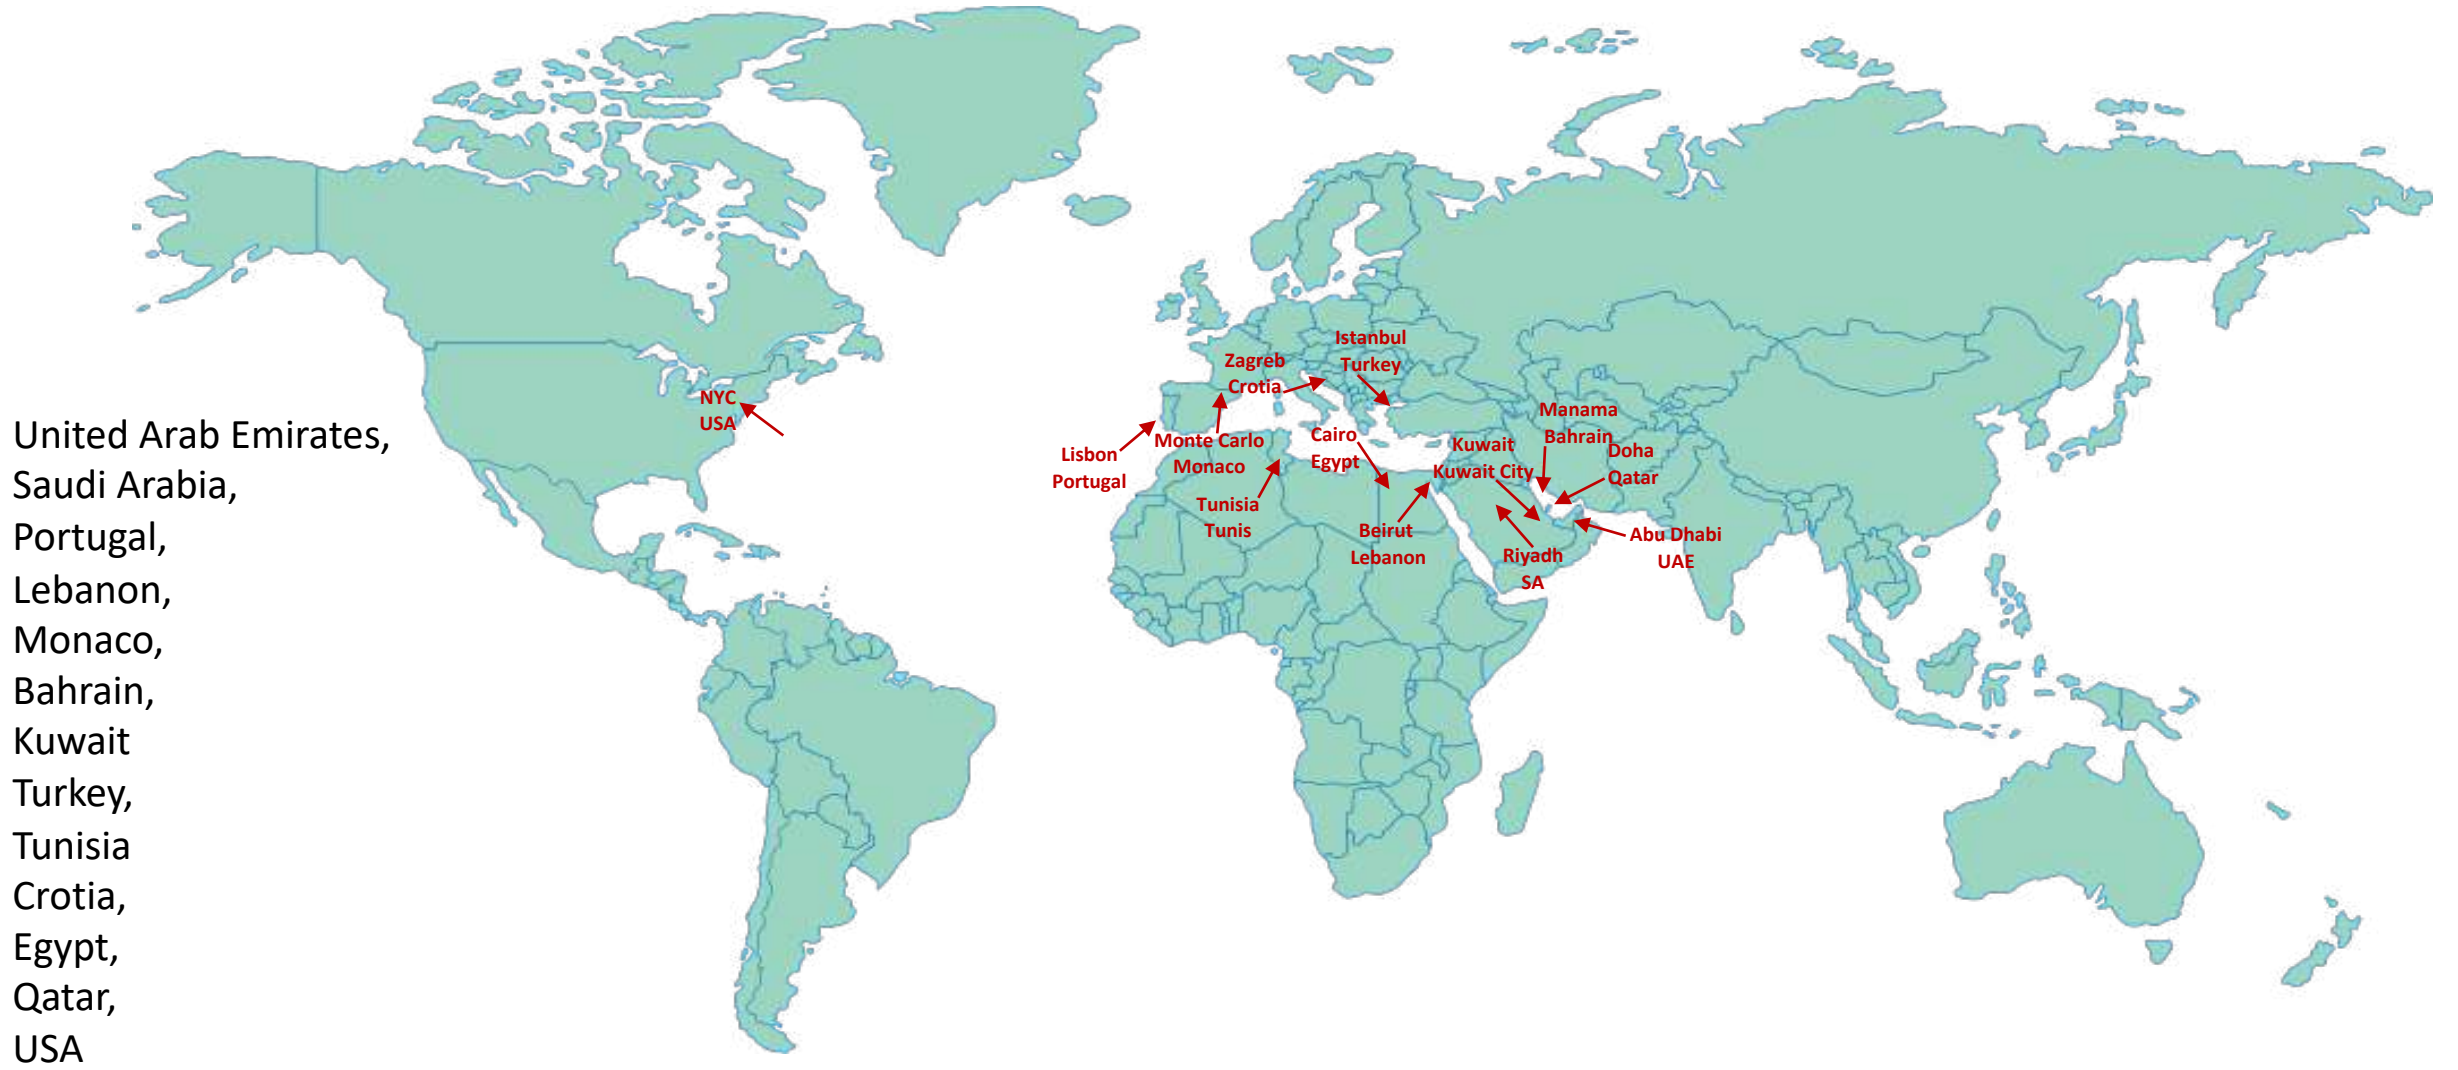 United Arab Emirates,
Saudi Arabia,
Portugal,
Lebanon,
Monaco,
Bahrain,
Kuwait
Turkey,
Tunisia
Crotia,
Egypt,
Qatar,
USA
NYC
USA
Lisbon
Portugal
Monte Carlo
Monaco
Zagreb
Crotia
Istanbul
Turkey
Tunisia
Tunis
Cairo
Egypt
Beirut
Lebanon
Kuwait
Kuwait City
Manama
Bahrain
Doha
Qatar
Riyadh
SA
Abu Dhabi
UAE